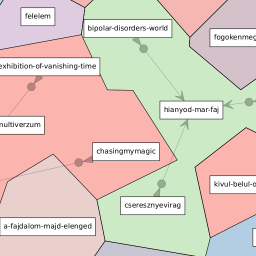 felelem
bipolar-disorders-world
fogokenmeg
exhibition-of-vanishing-time
hianyod-mar-faj
multiverzum
chasingmymagic
kivul-belul-o
cseresznyevirag
a-fajdalom-majd-elenged